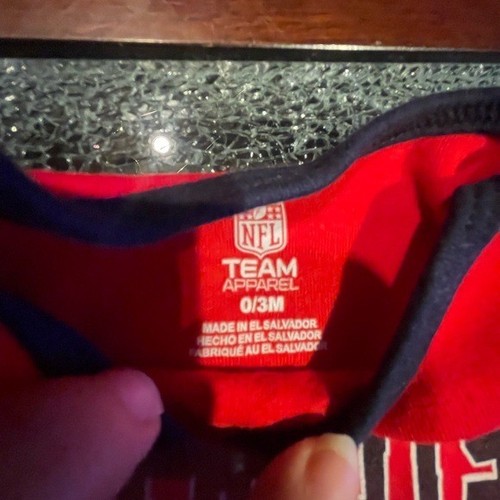 NFL
TEAM
APPAREL
0/3M
MADE IN EL SALVADOR
HECHO EN EL SALVADOR
FABRIQUÉ AU EL SALVADOR